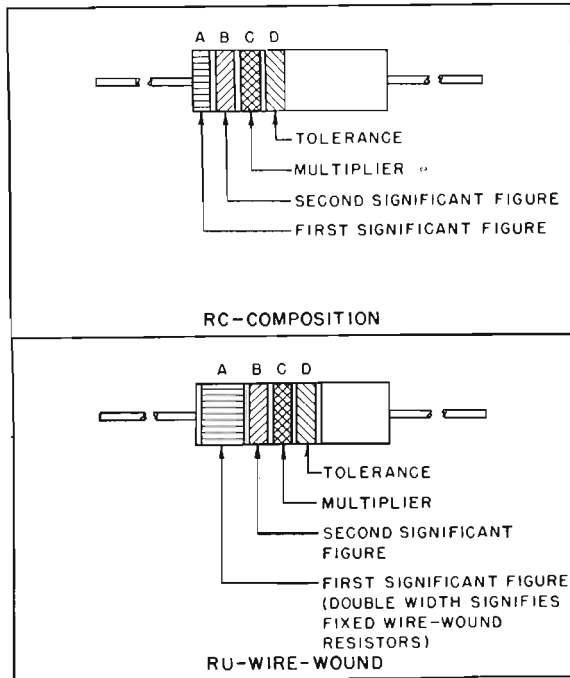 A B C D
TOLERANCE
MULTIPLIER
SECOND SIGNIFICANT FIGURE
FIRST SIGNIFICANT FIGURE
RC-COMPOSITION
A B C D
TOLERANCE
MULTIPLIER
SECOND SIGNIFICANT
FIGURE
FIRST SIGNIFICANT FIGURE
(DOUBLE WIDTH SIGNIFIES
FIXED WIRE-WOUND
RESISTORS)
RU-WIRE-WOUND